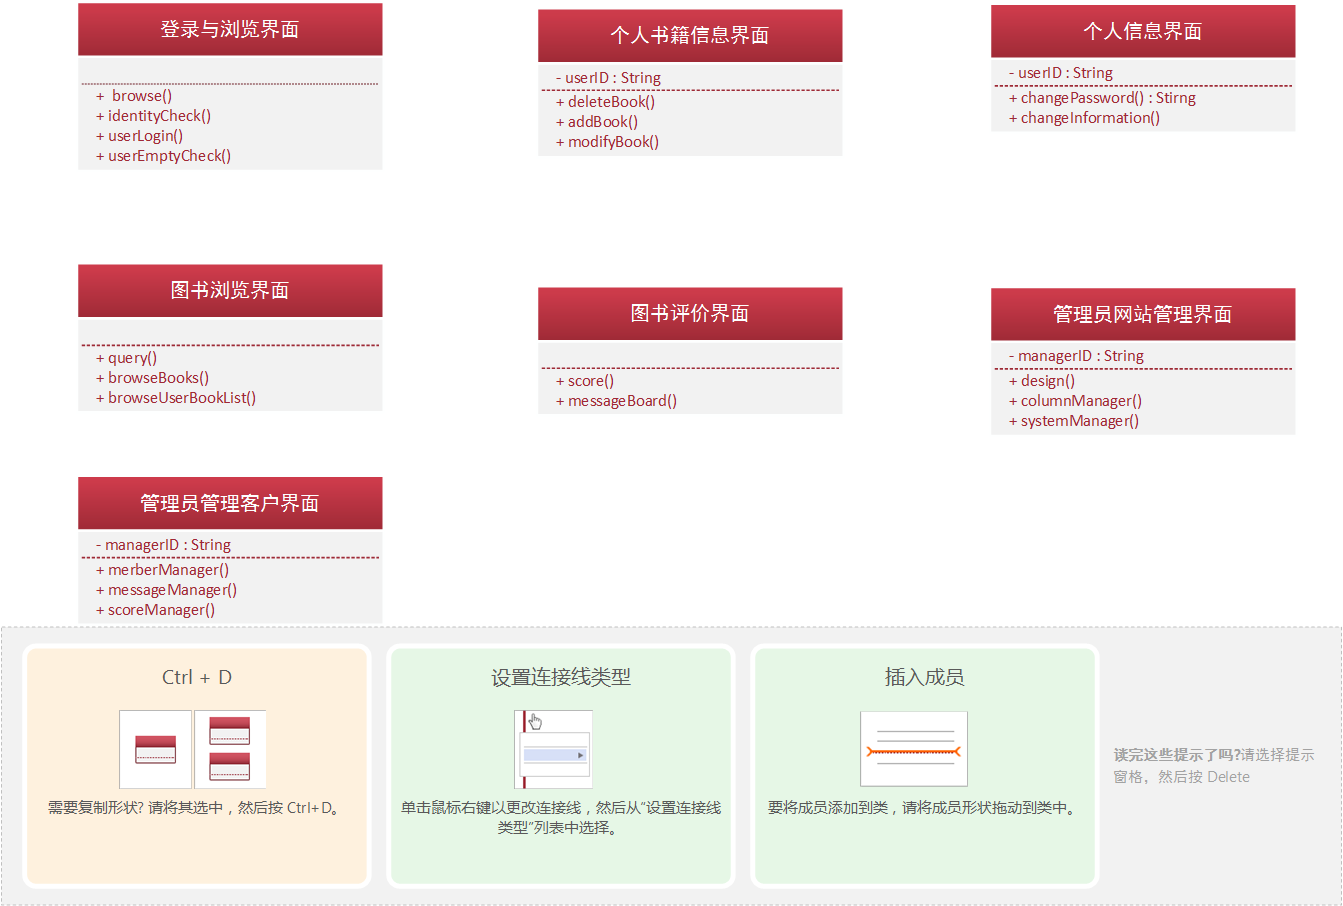 登录与浏览界面
+ browse()
+ identityCheck()
+ userLogin()
+ userEmptyCheck()
个人书籍信息界面
- userID : String
+ deleteBook()
+ addBook()
+ modifyBook()
个人信息界面
- userID : String
+ changePassword() : Stirng
+ changeInformation()
图书浏览界面
+ query()
+ browseBooks()
+ browseUserBookList()
图书评价界面
+ score()
+ messageBoard()
管理员网站管理界面
- managerID : String
+ design()
+ columnManager()
+ systemManager()
管理员管理客户界面
- managerID : String
+ merberManager()
+ messageManager()
+ scoreManager()
Ctrl + D
需要复制形状? 请将其选中，然后按 Ctrl+D。
设置连接线类型
单击鼠标右键以更改连接线，然后从“设置连接线
类型”列表中选择。
插入成员
要将成员添加到类，请将成员形状拖动到类中。
读完这些提示了吗?请选择提示
窗格，然后按 Delete